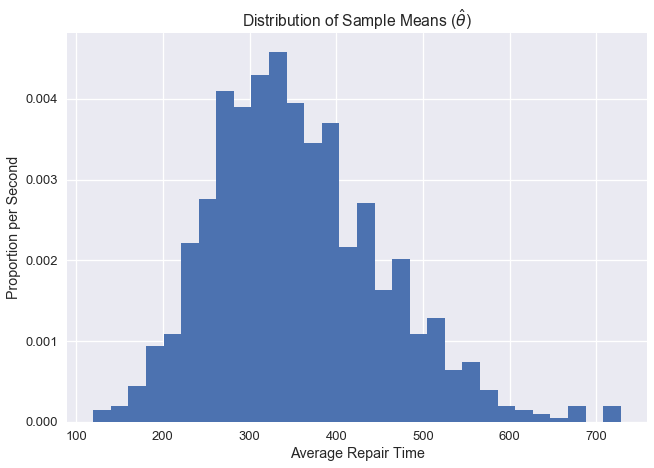 Distribution of Sample Means (θ̂)
Proportion per Second
0.004
0.003
0.002
0.001
0.000
100 200 300 400 500 600 700
Average Repair Time